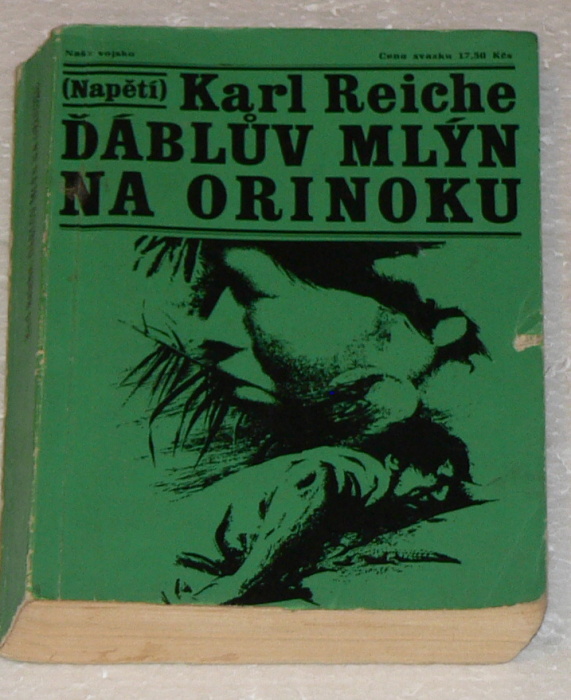 Naše vojsko
Cena svazku 17,50 Kčs
(Napětí) Karl Reiche
ĎÁBLŮV MLÝN
NA ORINOKU